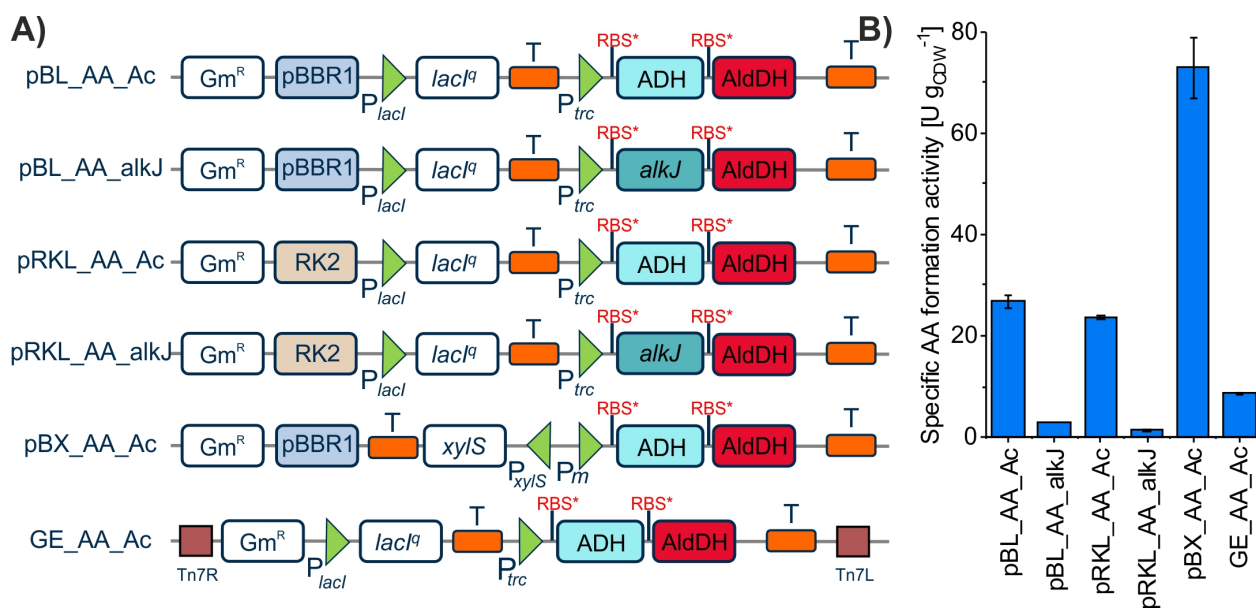 A)
pBL_AA_Ac
Gm^R pBBR1 P_lacI lacI^q T P_trc RBS* ADH RBS* AldDH T
pBL_AA_alkJ
Gm^R pBBR1 P_lacI lacI^q T P_trc RBS* alkJ RBS* AldDH T
pRKL_AA_Ac
Gm^R RK2 P_lacI lacI^q T P_trc RBS* ADH RBS* AldDH T
pRKL_AA_alkJ
Gm^R RK2 P_lacI lacI^q T P_trc RBS* alkJ RBS* AldDH T
pBX_AA_Ac
Gm^R pBBR1 T xylS P_xylS P_m RBS* ADH RBS* AldDH T
GE_AA_Ac
Tn7R Gm^R P_lacI lacI^q T P_trc RBS* ADH RBS* AldDH T Tn7L
B)
Specific AA formation activity [U g_CDW^-1]
80
60
40
20
0
pBL_AA_Ac
pBL_AA_alkJ
pRKL_AA_Ac
pRKL_AA_alkJ
pBX_AA_Ac
GE_AA_Ac